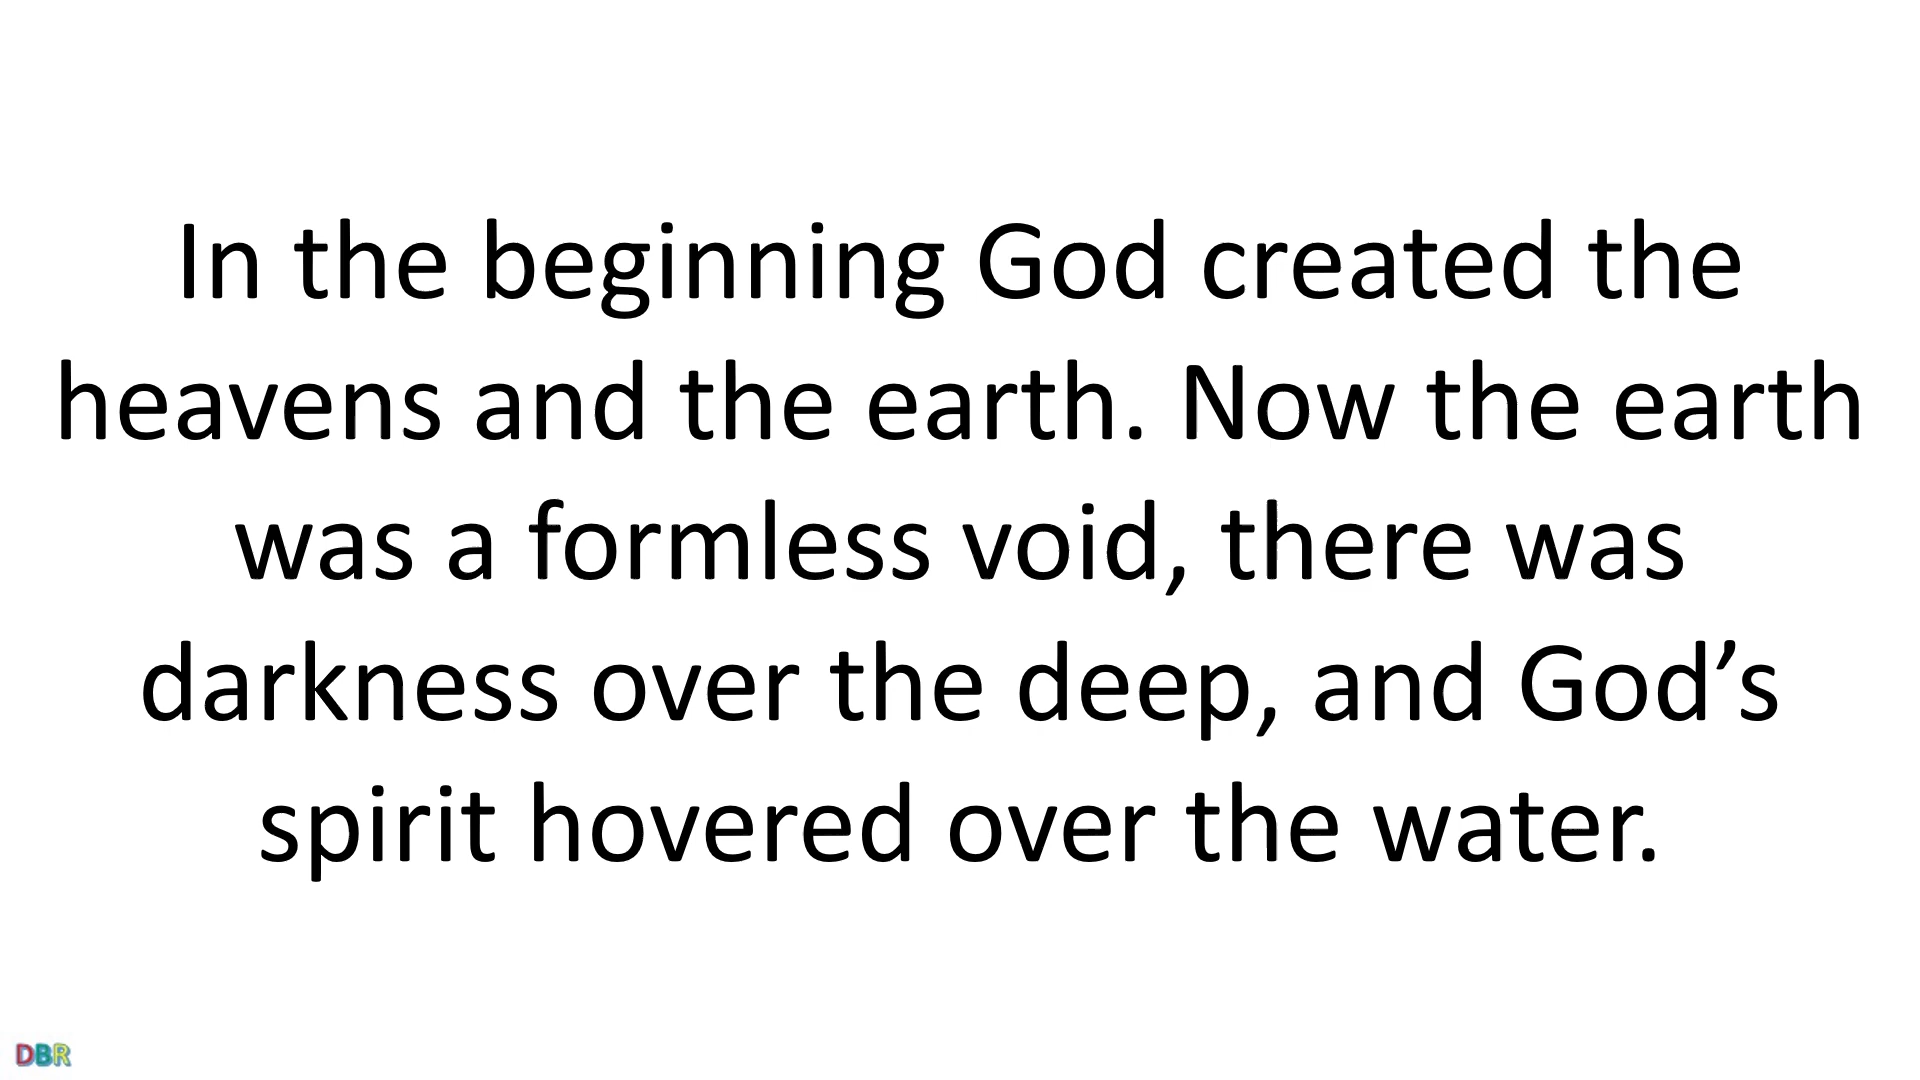 In the beginning God created the
heavens and the earth. Now the earth
was a formless void, there was
darkness over the deep, and God’s
spirit hovered over the water.
DBR